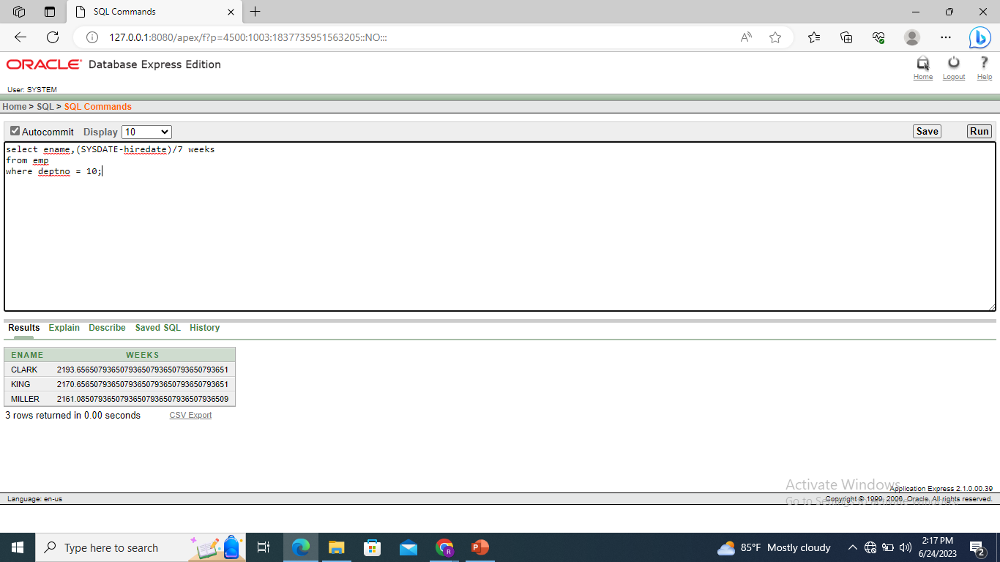 SQL Commands
127.0.0.1:8080/apex/f?p=4500:1003:1837735951563205::NO:::
ORACLE Database Express Edition
Home Logout Help
User: SYSTEM
Home > SQL > SQL Commands
Autocommit Display 10 Save Run
select ename,(SYSDATE-hiredate)/7 weeks
from emp
where deptno = 10;
Results Explain Describe Saved SQL History
ENAME WEEKS
CLARK 2193.65650793650793650793650793650793651
KING 2170.65650793650793650793650793650793651
MILLER 2161.08507936507936507936507936507936509
3 rows returned in 0.00 seconds CSV Export
Activate Windows
Application Express 2.1.0.00.39
Language: en-us
Copyright © 1999, 2006, Oracle. All rights reserved.
Type here to search
85°F Mostly cloudy
2:17 PM
6/24/2023
2